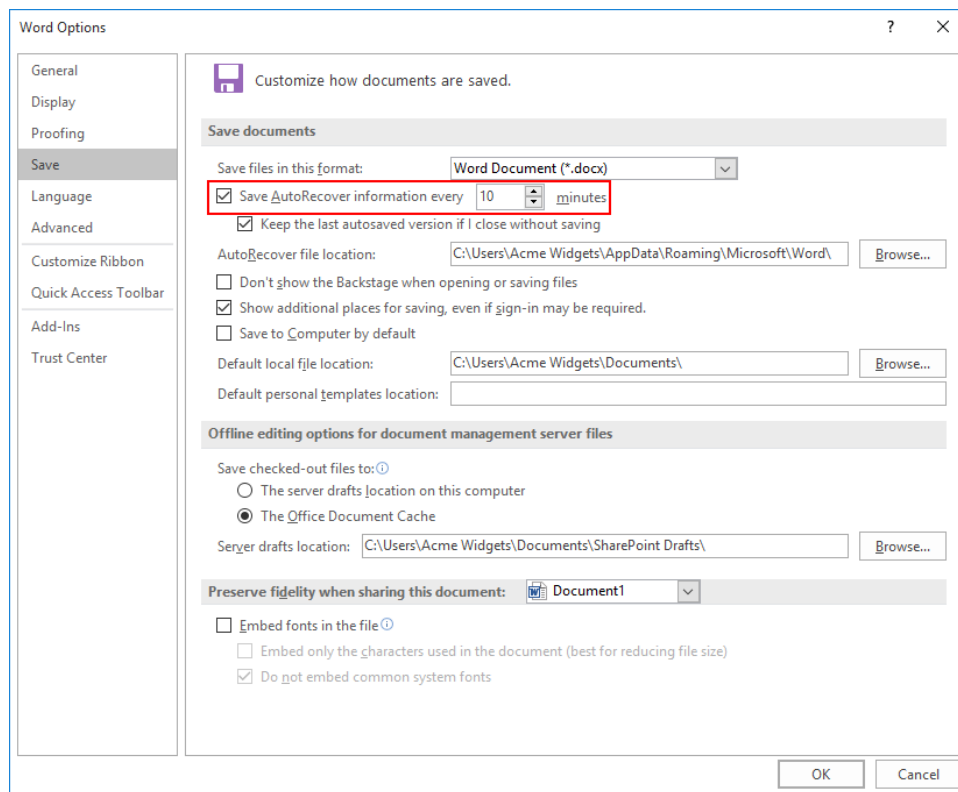 Word Options
?
General
Display
Proofing
Save
Language
Advanced
Customize Ribbon
Quick Access Toolbar
Add-Ins
Trust Center
Customize how documents are saved.
Save documents
Save files in this format: Word Document (*.docx)
Save AutoRecover information every 10 minutes
Keep the last autosaved version if I close without saving
AutoRecover file location: C:\Users\Acme Widgets\AppData\Roaming\Microsoft\Word\ Browse...
Don't show the Backstage when opening or saving files
Show additional places for saving, even if sign-in may be required.
Save to Computer by default
Default local file location: C:\Users\Acme Widgets\Documents\ Browse...
Default personal templates location:
Offline editing options for document management server files
Save checked-out files to:
The server drafts location on this computer
The Office Document Cache
Server drafts location: C:\Users\Acme Widgets\Documents\SharePoint Drafts\ Browse...
Preserve fidelity when sharing this document: Document1
Embed fonts in the file
Embed only the characters used in the document (best for reducing file size)
Do not embed common system fonts
OK Cancel